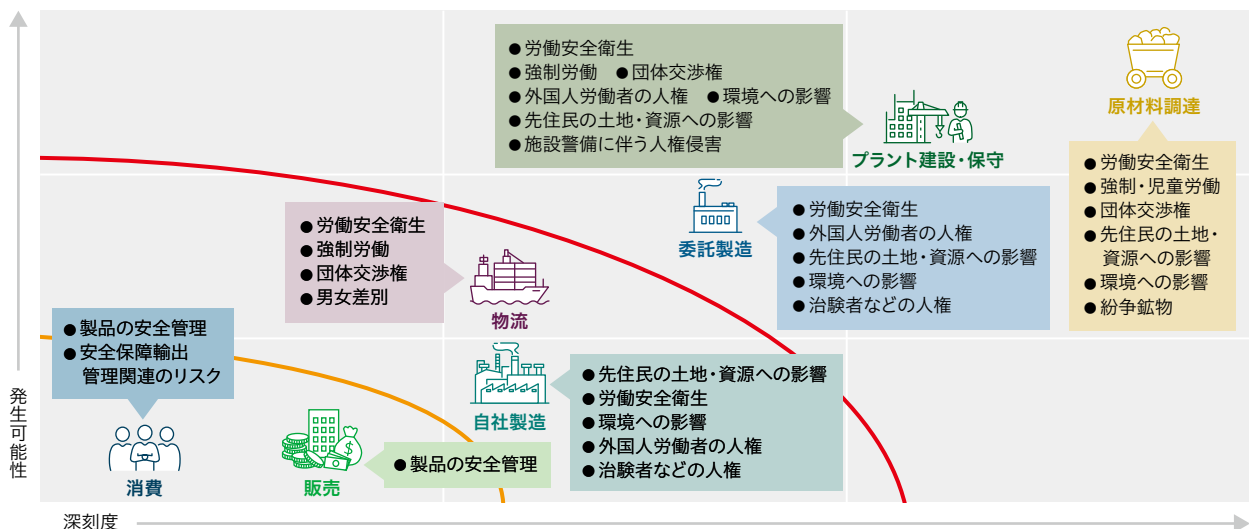 ●労働安全衛生
●強制労働 ●団体交渉権
●外国人労働者の人権 ●環境への影響
●先住民の土地・資源への影響
●施設警備に伴う人権侵害
プラント建設・保守
原材料調達
●労働安全衛生
●強制・児童労働
●団体交渉権
●先住民の土地・
資源への影響
●環境への影響
●紛争鉱物
委託製造
●労働安全衛生
●外国人労働者の人権
●先住民の土地・資源への影響
●環境への影響
●治験者などの人権
●労働安全衛生
●強制労働
●団体交渉権
●男女差別
物流
●製品の安全管理
●安全保障輸出
管理関連のリスク
消費
販売
●製品の安全管理
自社製造
●先住民の土地・資源への影響
●労働安全衛生
●環境への影響
●外国人労働者の人権
●治験者などの人権
発生可能性
深刻度